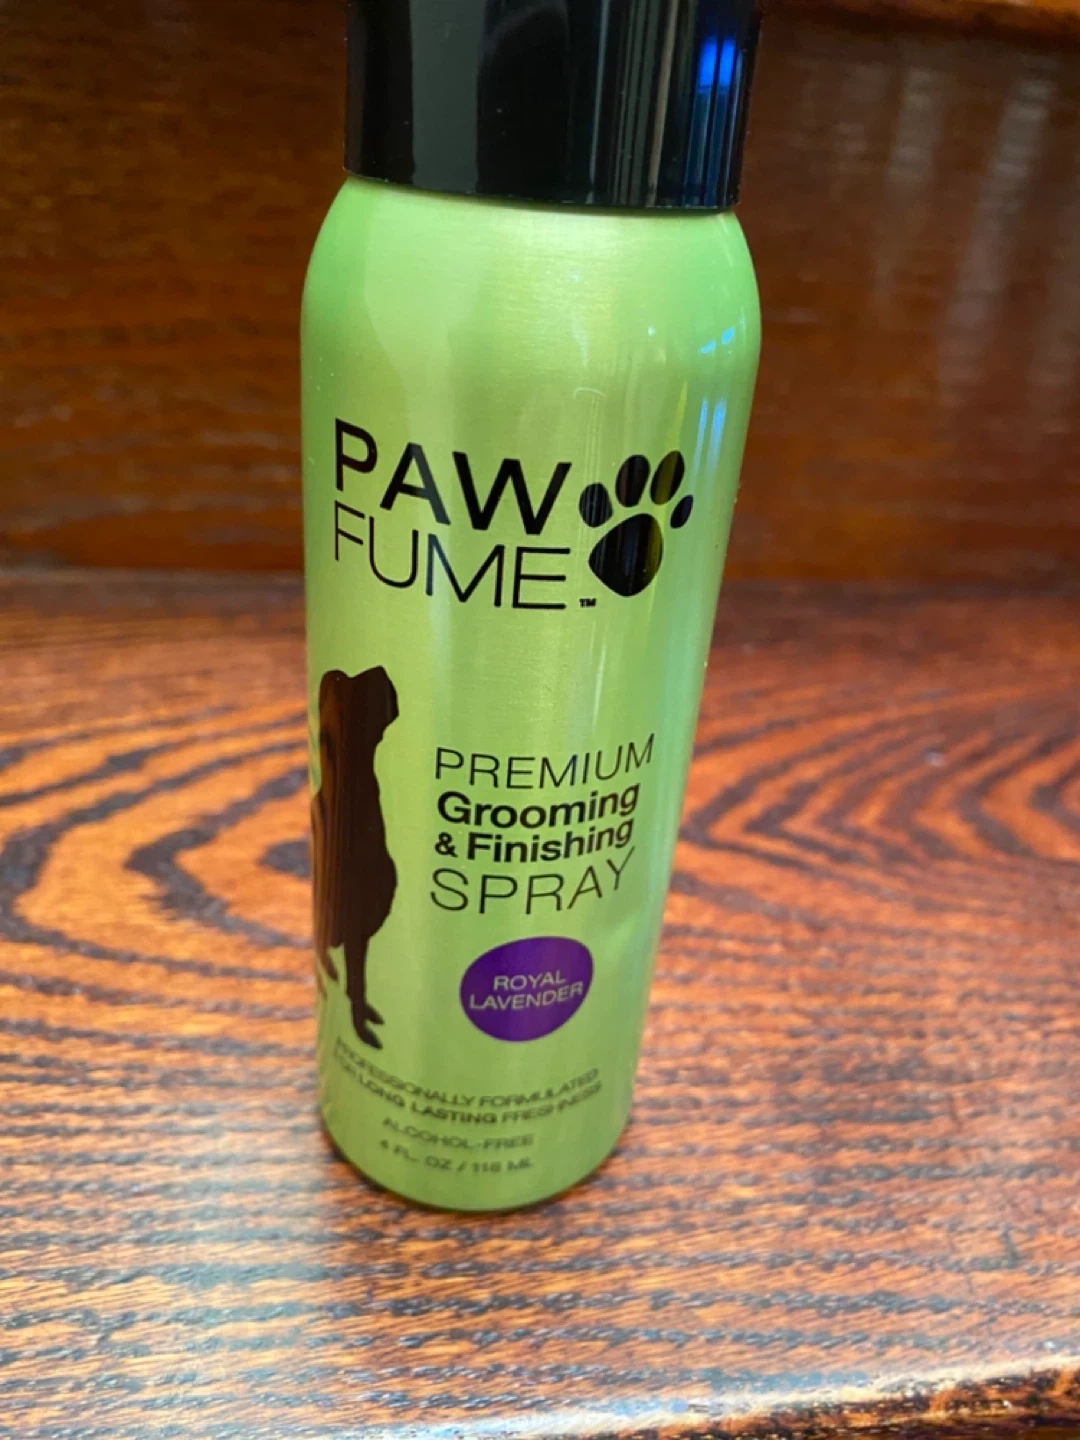 PAW
FUME™
PREMIUM
Grooming
& Finishing
SPRAY
ROYAL
LAVENDER
PROFESSIONALLY FORMULATED
FOR LONG LASTING FRESHNESS
ALCOHOL-FREE
4 FL. OZ / 118 ML